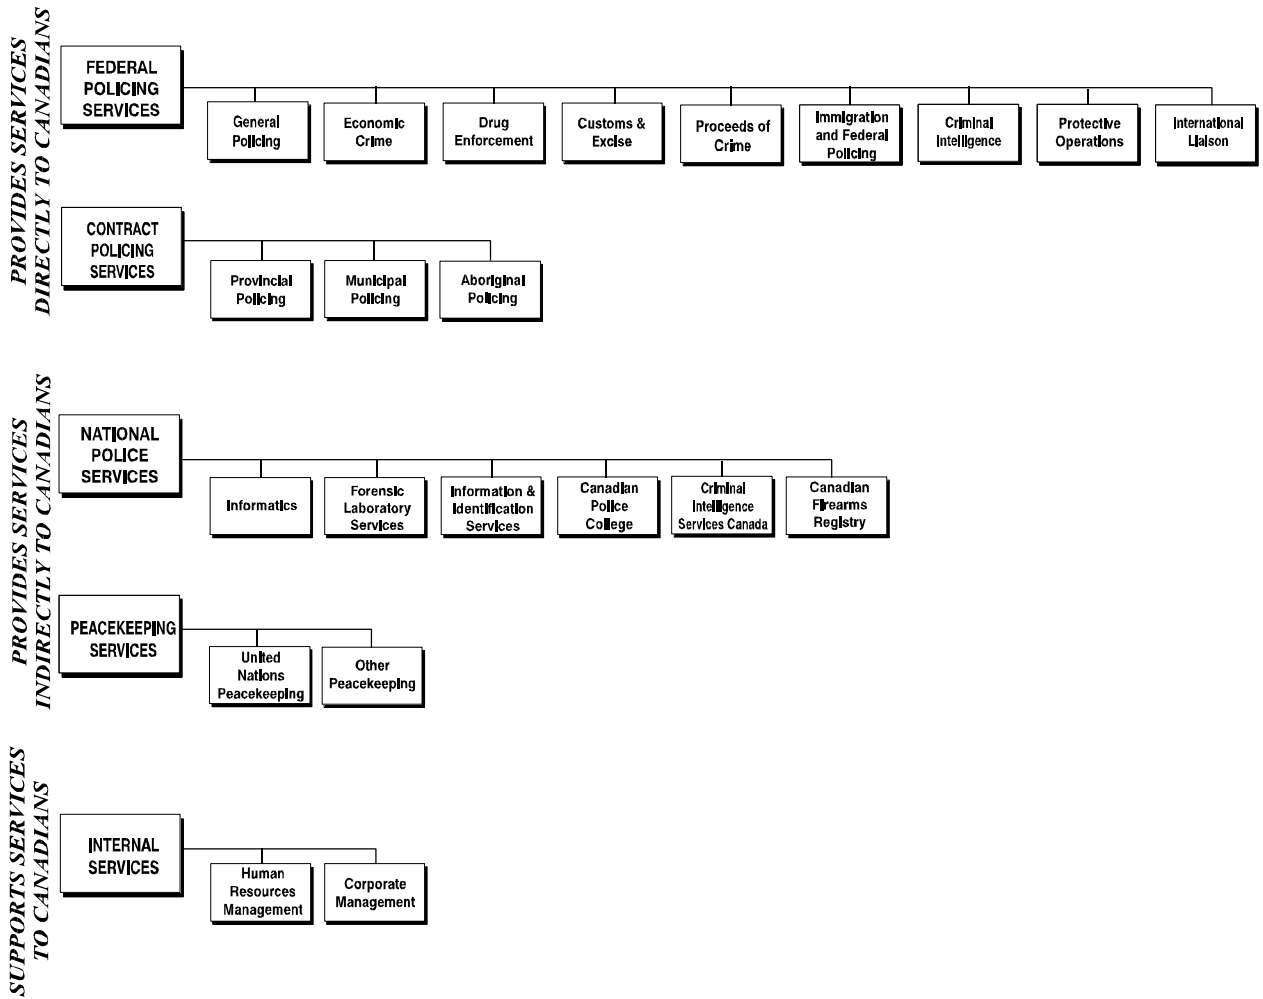 PROVIDES SERVICES
DIRECTLY TO CANADIANS
FEDERAL
POLICING
SERVICES
General
Policing
Economic
Crime
Drug
Enforcement
Customs &
Excise
Proceeds of
Crime
Immigration
and Federal
Policing
Criminal
Intelligence
Protective
Operations
International
Liaison
CONTRACT
POLICING
SERVICES
Provincial
Policing
Municipal
Policing
Aboriginal
Policing
PROVIDES SERVICES
INDIRECTLY TO CANADIANS
NATIONAL
POLICE
SERVICES
Informatics
Forensic
Laboratory
Services
Information &
Identification
Services
Canadian
Police
College
Criminal
Intelligence
Services Canada
Canadian
Firearms
Registry
PEACEKEEPING
SERVICES
United
Nations
Peacekeeping
Other
Peacekeeping
SUPPORTS SERVICES
TO CANADIANS
INTERNAL
SERVICES
Human
Resources
Management
Corporate
Management